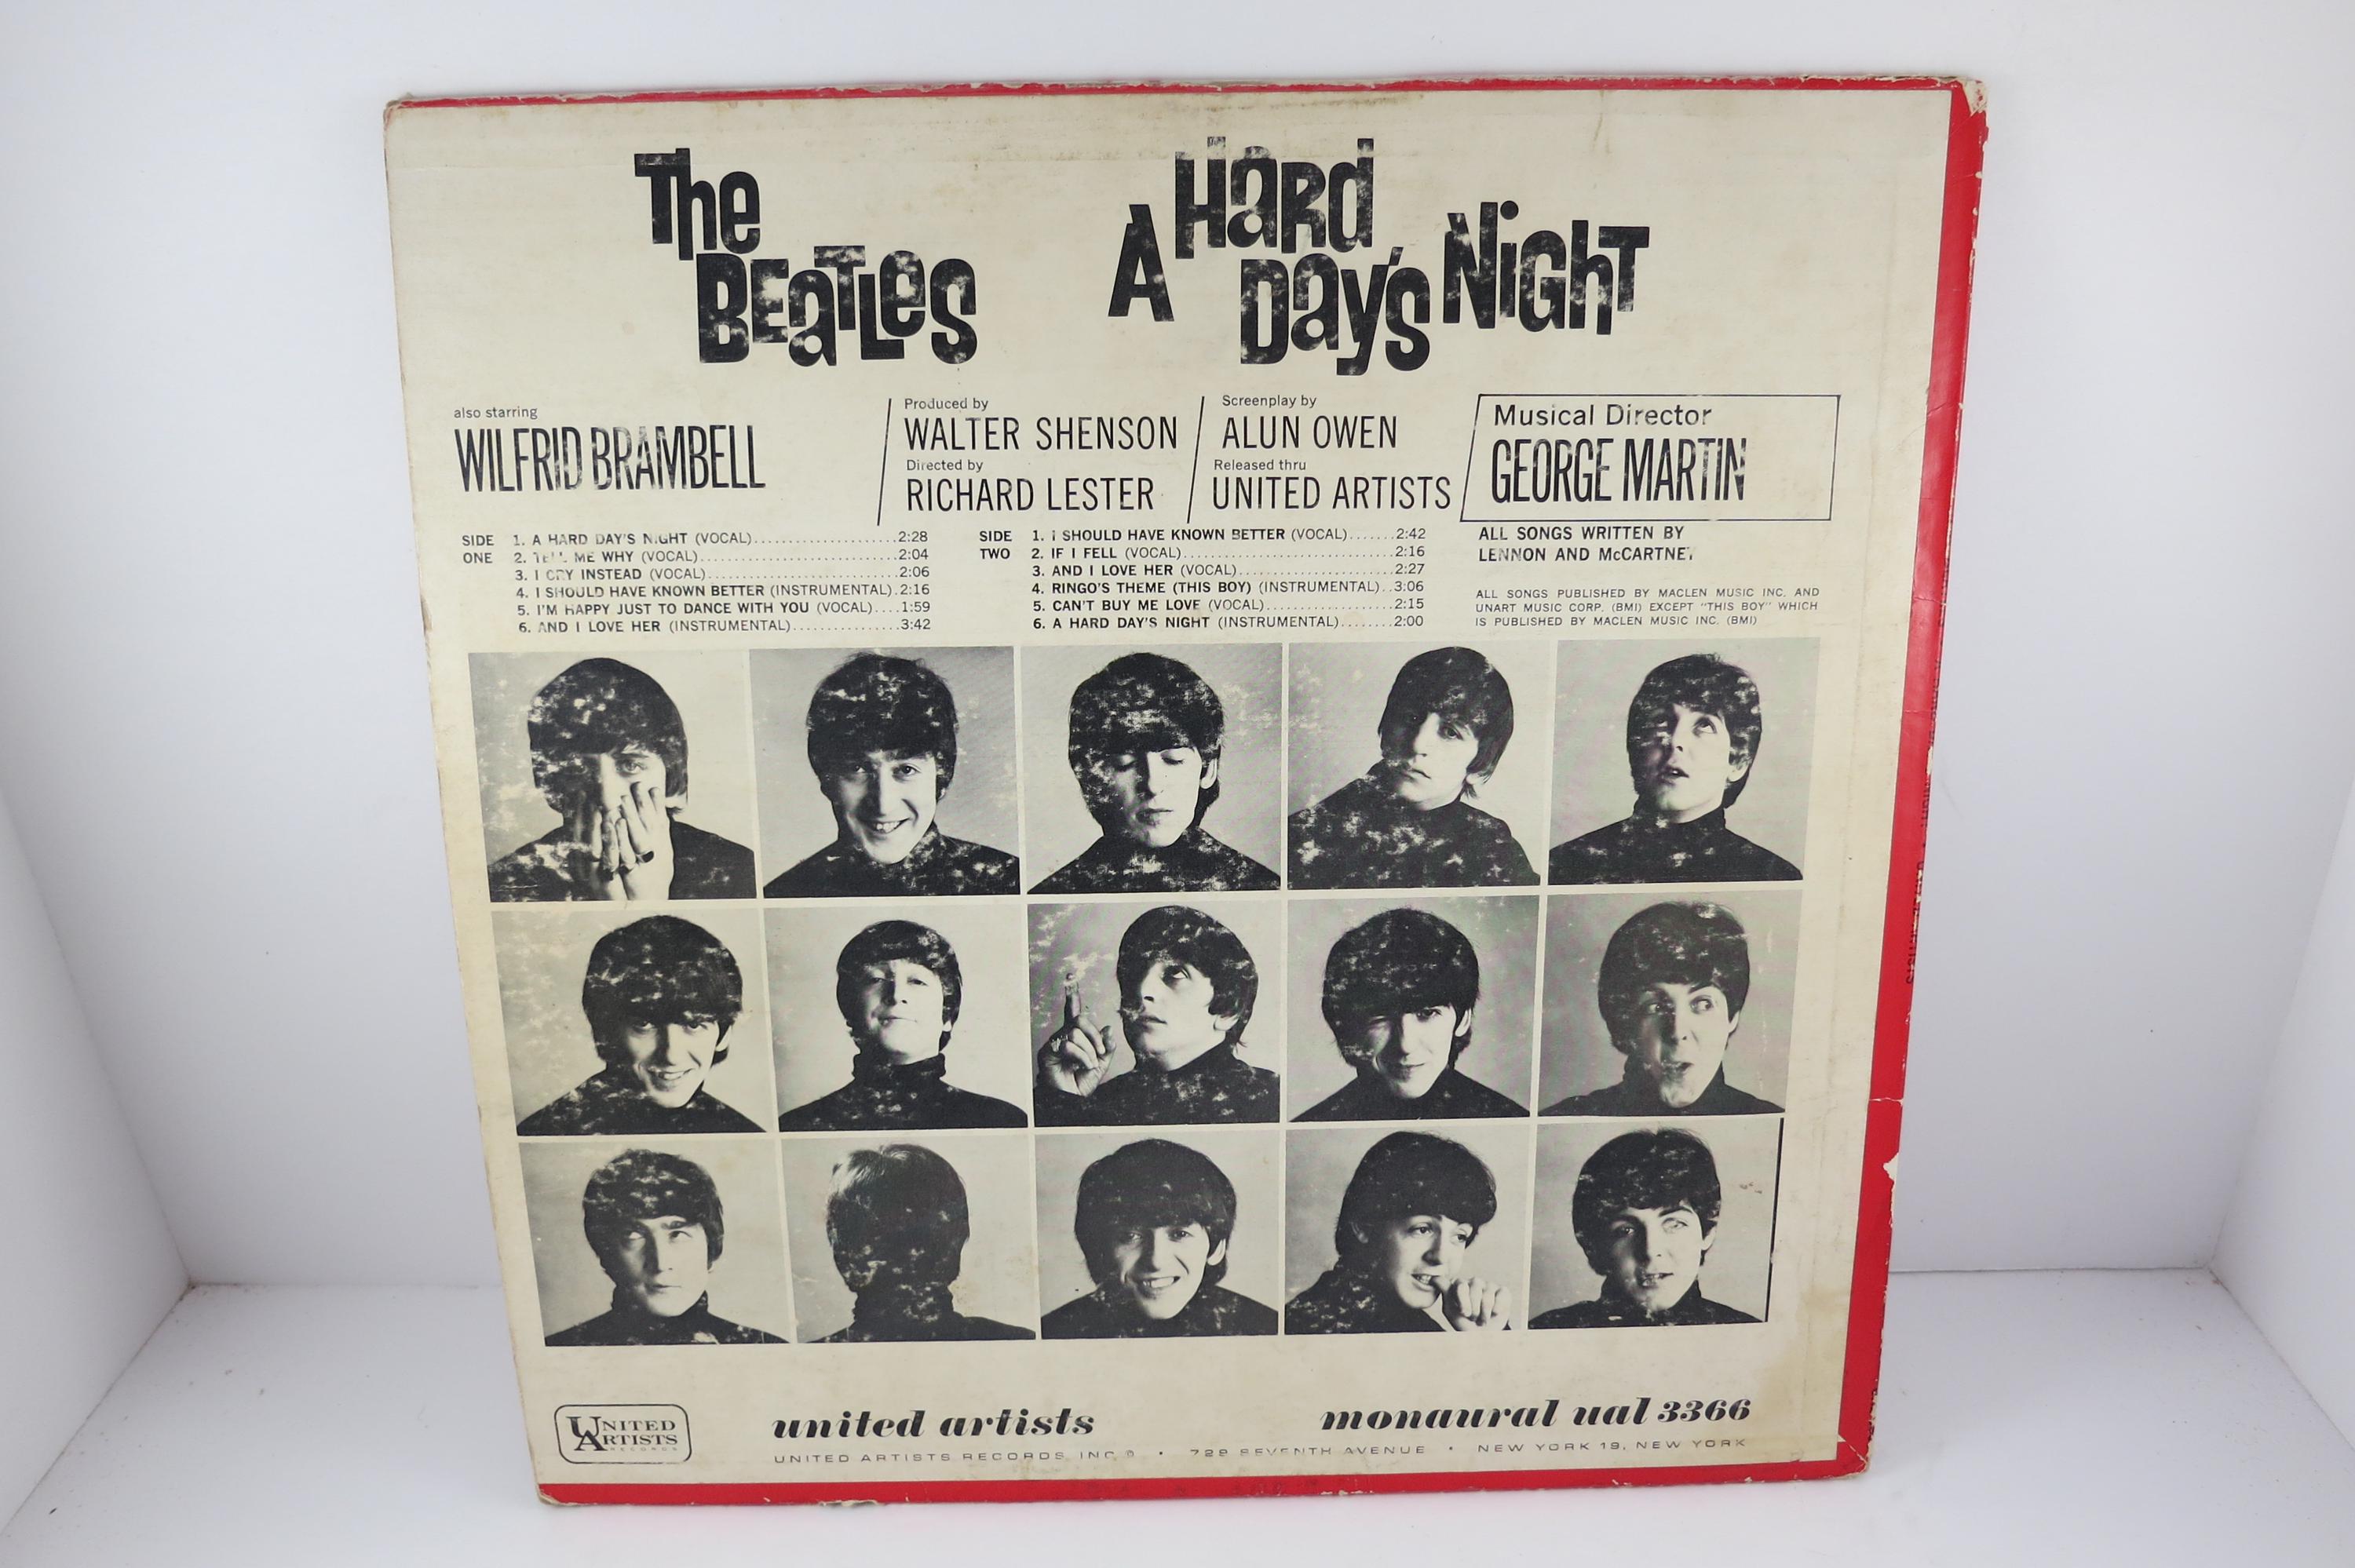 The
BEATLES
A HARD
DAY'S NIGHT
also starring
WILFRID BRAMBELL
Produced by
WALTER SHENSON
Directed by
RICHARD LESTER
Screenplay by
ALUN OWEN
Released thru
UNITED ARTISTS
Musical Director
GEORGE MARTIN
SIDE ONE
1. A HARD DAY'S NIGHT (VOCAL)......................2:28
2. TELL ME WHY (VOCAL)..............................2:04
3. I CRY INSTEAD (VOCAL)............................2:06
4. I SHOULD HAVE KNOWN BETTER (INSTRUMENTAL).2:16
5. I'M HAPPY JUST TO DANCE WITH YOU (VOCAL)....1:59
6. AND I LOVE HER (INSTRUMENTAL)................3:42
SIDE TWO
1. I SHOULD HAVE KNOWN BETTER (VOCAL).......2:42
2. IF I FELL (VOCAL)................................2:16
3. AND I LOVE HER (VOCAL).......................2:27
4. RINGO'S THEME (THIS BOY) (INSTRUMENTAL)..3:06
5. CAN'T BUY ME LOVE (VOCAL)...................2:15
6. A HARD DAY'S NIGHT (INSTRUMENTAL)........2:00
ALL SONGS WRITTEN BY
LENNON AND McCARTNEY
ALL SONGS PUBLISHED BY MACLEN MUSIC INC. AND
UNART MUSIC CORP. (BMI) EXCEPT "THIS BOY" WHICH
IS PUBLISHED BY MACLEN MUSIC INC. (BMI)
UNITED
ARTISTS
RECORDS
united artists
monaural ual 3366
UNITED ARTISTS RECORDS, INC. ® • 729 SEVENTH AVENUE • NEW YORK 19, NEW YORK